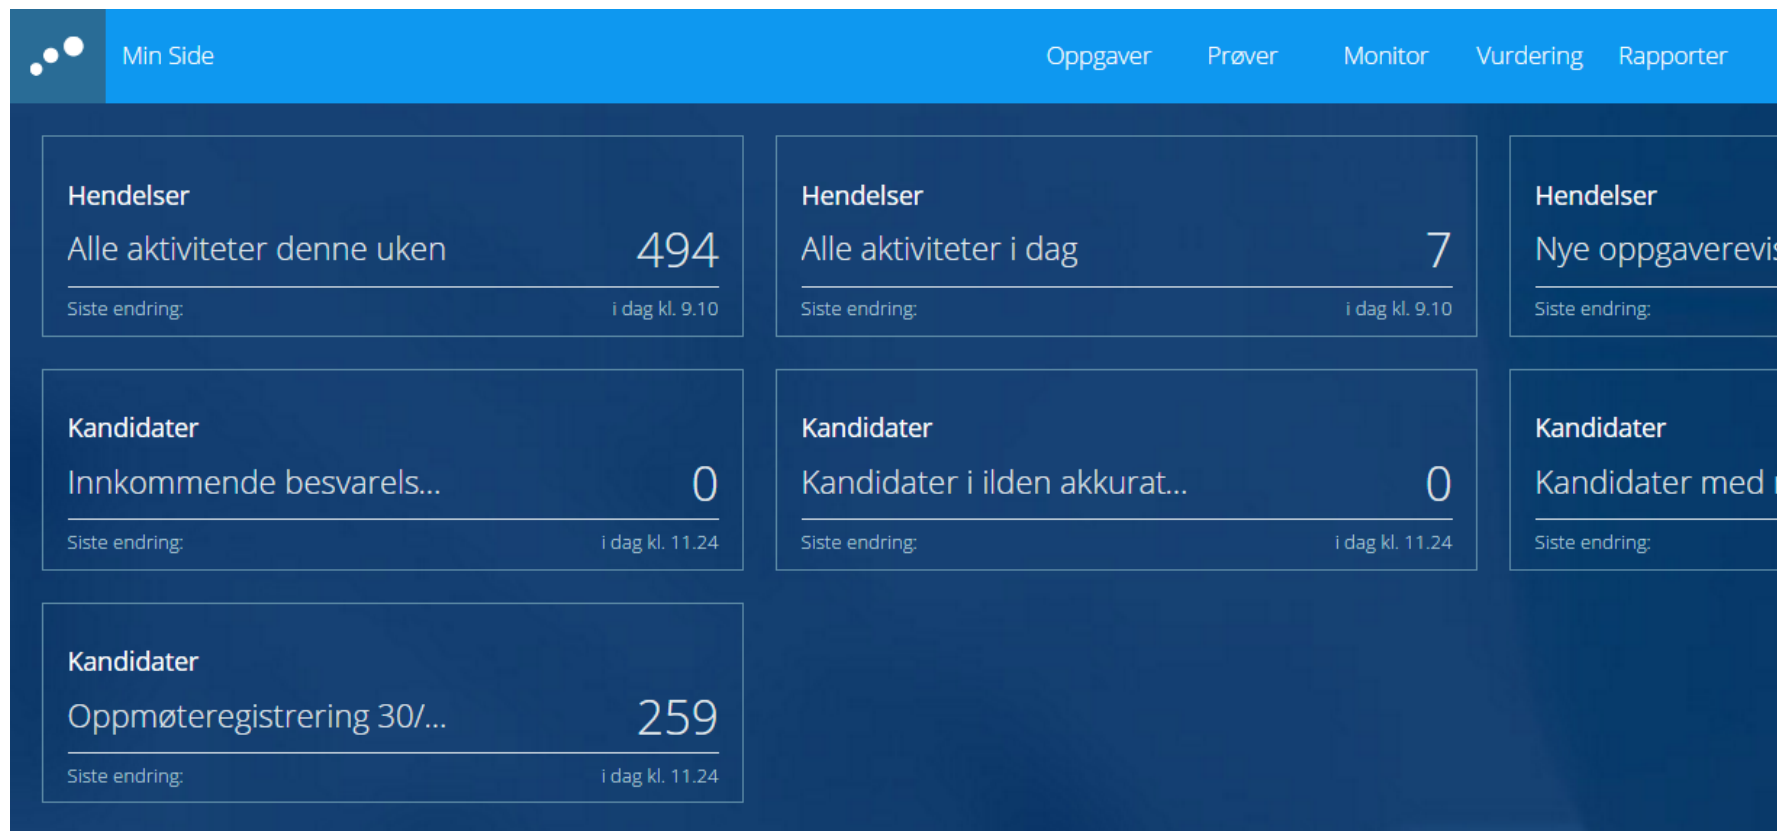 Min Side Oppgaver Prøver Monitor Vurdering Rapporter
Hendelser
Alle aktiviteter denne uken 494
Siste endring: i dag kl. 9.10
Hendelser
Alle aktiviteter i dag 7
Siste endring: i dag kl. 9.10
Hendelser
Nye
Siste endring:
Kandidater
Innkommende besvarels... 0
Siste endring: i dag kl. 11.24
Kandidater
Kandidater i ilden akkurat... 0
Siste endring: i dag kl. 11.24
Kandidater
Kandidater med
Siste endring:
Kandidater
Oppmøteregistrering 30/... 259
Siste endring: i dag kl. 11.24